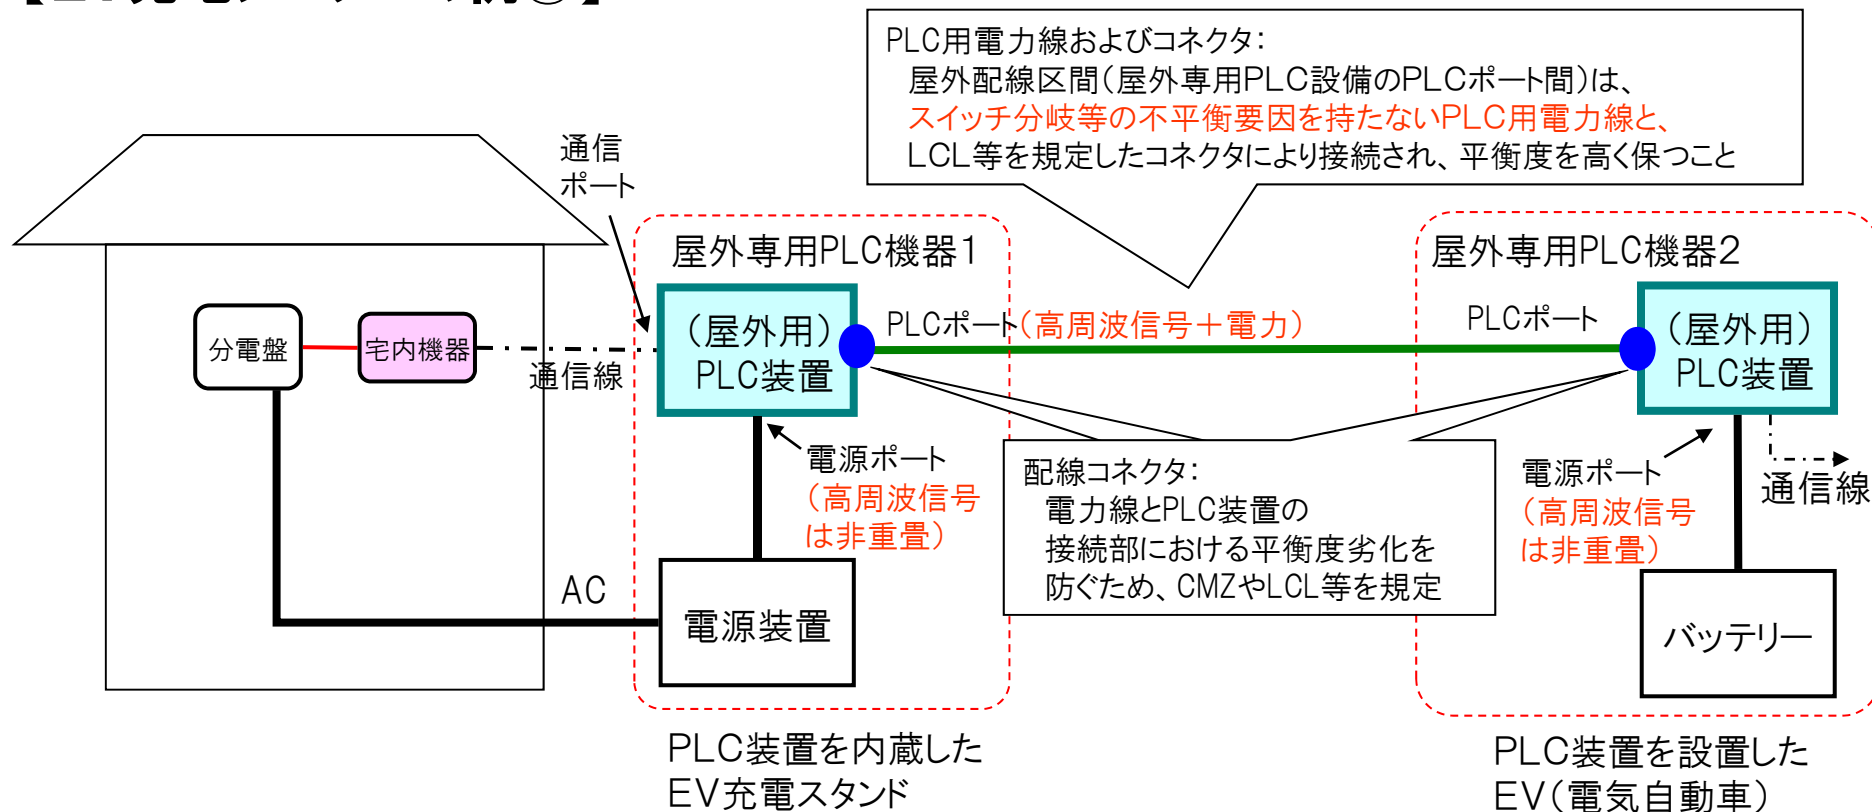 PLC用電力線およびコネクタ：
屋外配線区間（屋外専用PLC設備のPLCポート間）は、
スイッチ分岐等の不平衡要因を持たないPLC用電力線と、
LCL等を規定したコネクタにより接続され、平衡度を高く保つこと
通信
ポート
屋外専用PLC機器1
屋外専用PLC機器2
分電盤
宅内機器
通信線
（屋外用）
PLC装置
PLCポート（高周波信号＋電力）
PLCポート
（屋外用）
PLC装置
電源ポート
（高周波信号
は非重畳）
配線コネクタ：
電力線とPLC装置の
接続部における平衡度劣化を
防ぐため、CMZやLCL等を規定
電源ポート
（高周波信号
は非重畳）
通信線
AC
電源装置
バッテリー
PLC装置を内蔵した
EV充電スタンド
PLC装置を設置した
EV（電気自動車）